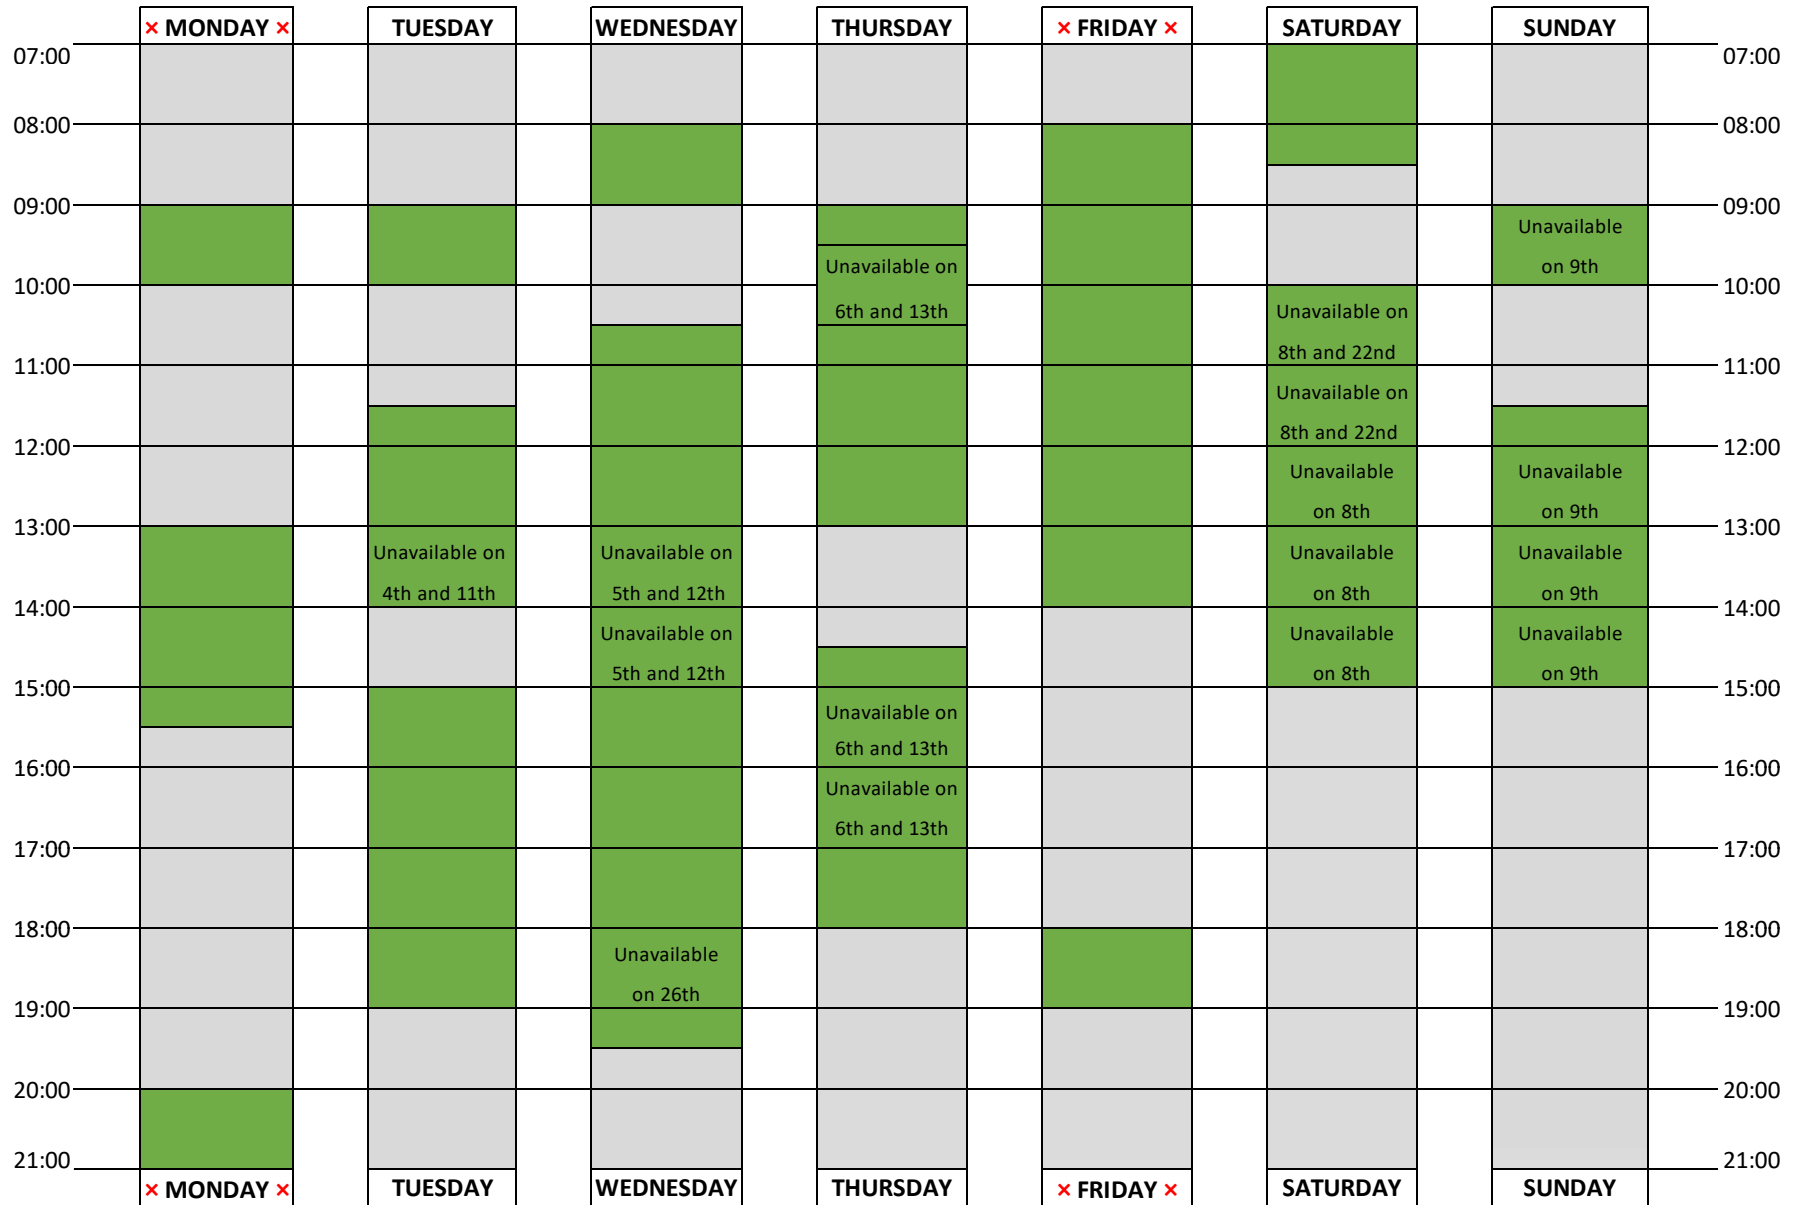 × MONDAY × TUESDAY WEDNESDAY THURSDAY × FRIDAY × SATURDAY SUNDAY
07:00 07:00
08:00 08:00
09:00 09:00
Unavailable
Unavailable on on 9th
10:00 10:00
6th and 13th Unavailable on
8th and 22nd
11:00 11:00
Unavailable on
8th and 22nd
12:00 12:00
Unavailable Unavailable
on 8th on 9th
13:00 13:00
Unavailable on Unavailable on Unavailable Unavailable
4th and 11th 5th and 12th on 8th on 9th
14:00 14:00
Unavailable on Unavailable Unavailable
5th and 12th on 8th on 9th
15:00 15:00
Unavailable on
6th and 13th
16:00 16:00
Unavailable on
6th and 13th
17:00 17:00
18:00 18:00
Unavailable
on 26th
19:00 19:00
20:00 20:00
21:00 21:00
× MONDAY × TUESDAY WEDNESDAY THURSDAY × FRIDAY × SATURDAY SUNDAY